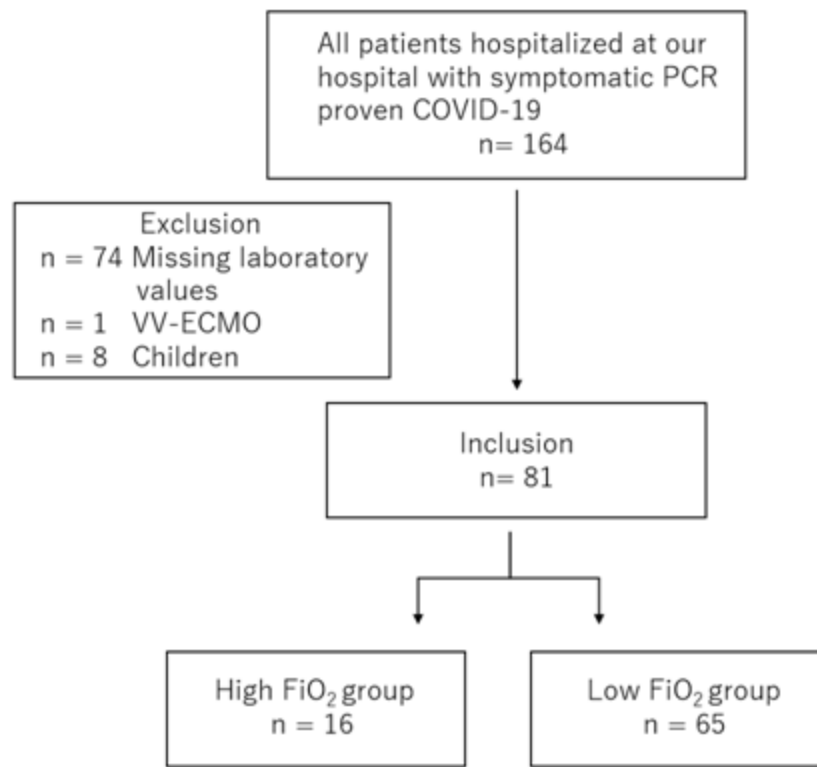 All patients hospitalized at our
hospital with symptomatic PCR
proven COVID-19
n= 164
Exclusion
n = 74 Missing laboratory
values
n = 1 VV-ECMO
n = 8 Children
Inclusion
n= 81
High FiO₂ group
n = 16
Low FiO₂ group
n = 65